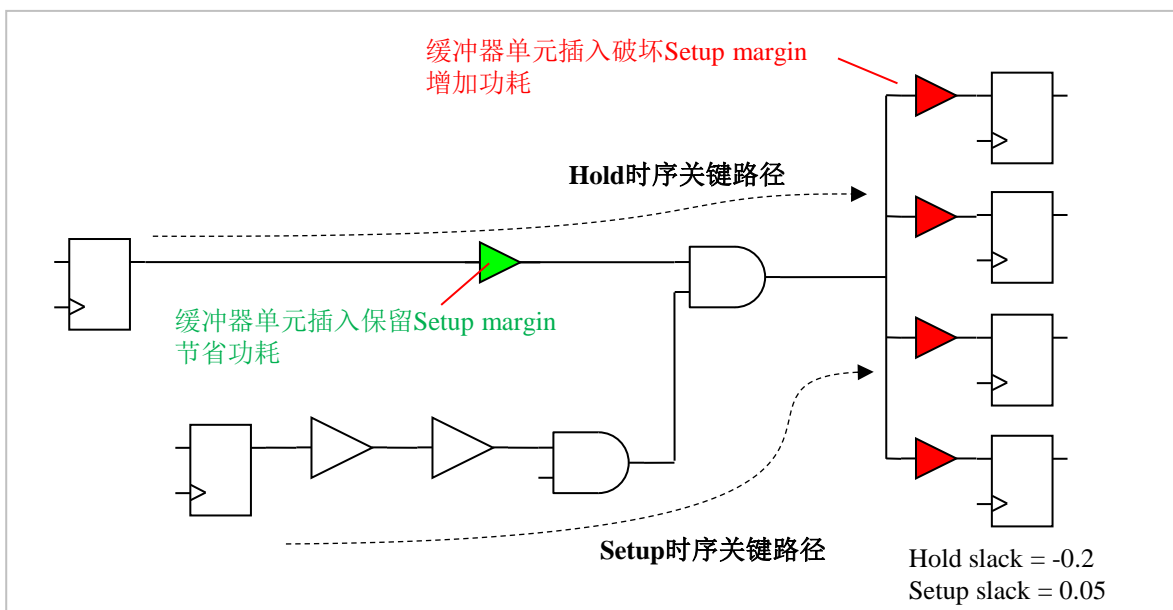 缓冲器单元插入破坏Setup margin
增加功耗
Hold时序关键路径
缓冲器单元插入保留Setup margin
节省功耗
Setup时序关键路径
Hold slack = -0.2
Setup slack = 0.05